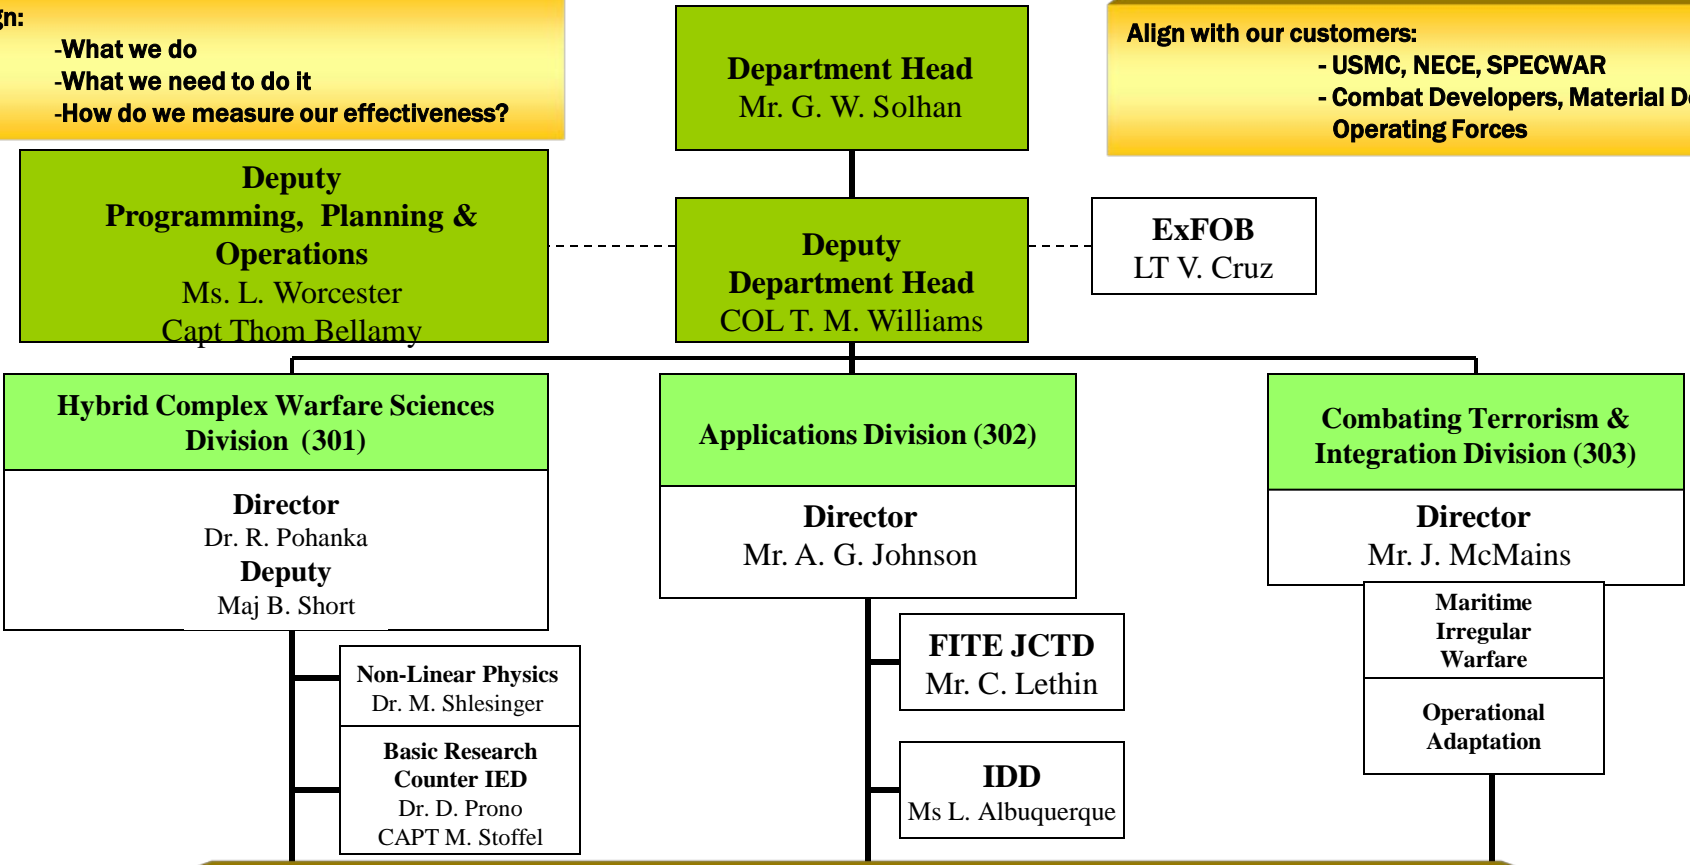 gn:
-What we do
-What we need to do it
-How do we measure our effectiveness?
Department Head
Mr. G. W. Solhan
Align with our customers:
- USMC, NECE, SPECWAR
- Combat Developers, Material De
Operating Forces
Deputy
Programming, Planning &
Operations
Ms. L. Worcester
Capt Thom Bellamy
Deputy
Department Head
COL T. M. Williams
ExFOB
LT V. Cruz
Hybrid Complex Warfare Sciences
Division (301)
Director
Dr. R. Pohanka
Deputy
Maj B. Short
Non-Linear Physics
Dr. M. Shlesinger
Basic Research
Counter IED
Dr. D. Prono
CAPT M. Stoffel
Applications Division (302)
Director
Mr. A. G. Johnson
FITE JCTD
Mr. C. Lethin
IDD
Ms L. Albuquerque
Combating Terrorism &
Integration Division (303)
Director
Mr. J. McMains
Maritime
Irregular
Warfare
Operational
Adaptation